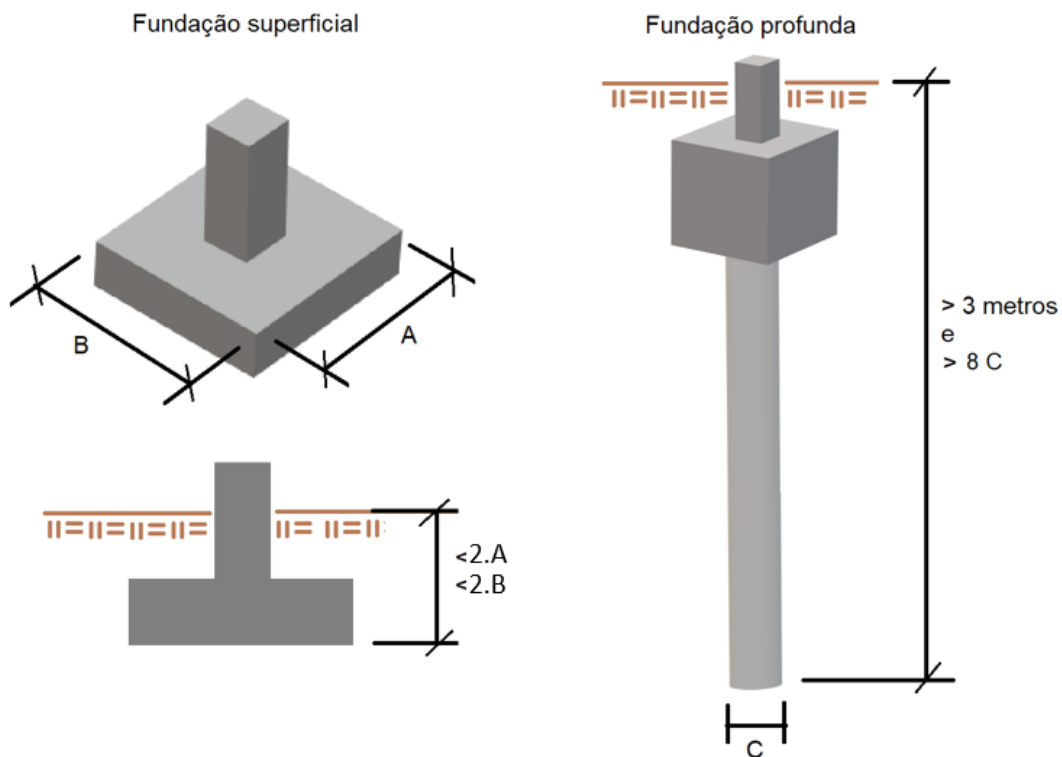 Fundação superficial
B
A
<2.A
<2.B
Fundação profunda
> 3 metros
e
> 8 C
C